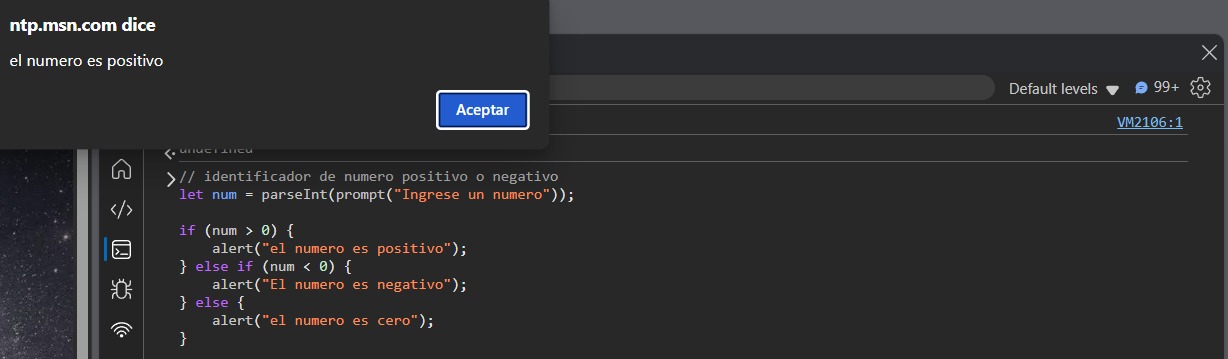 ntp.msn.com dice
el numero es positivo
Aceptar
Default levels
99+
VM2106:1
undefined
// identificador de numero positivo o negativo
let num = parseInt(prompt("Ingrese un numero"));
if (num > 0) {
    alert("el numero es positivo");
} else if (num < 0) {
    alert("El numero es negativo");
} else {
    alert("el numero es cero");
}